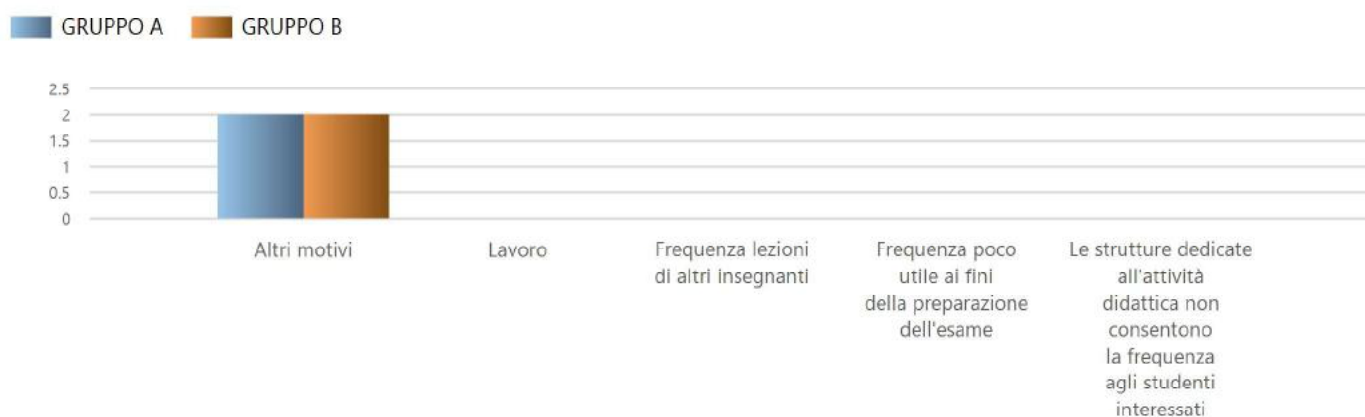 GRUPPO A GRUPPO B
2.5
2
1.5
1
0.5
0
Altri motivi
Lavoro
Frequenza lezioni
di altri insegnanti
Frequenza poco
utile ai fini
della preparazione
dell'esame
Le strutture dedicate
all'attività
didattica non
consentono
la frequenza
agli studenti
interessati